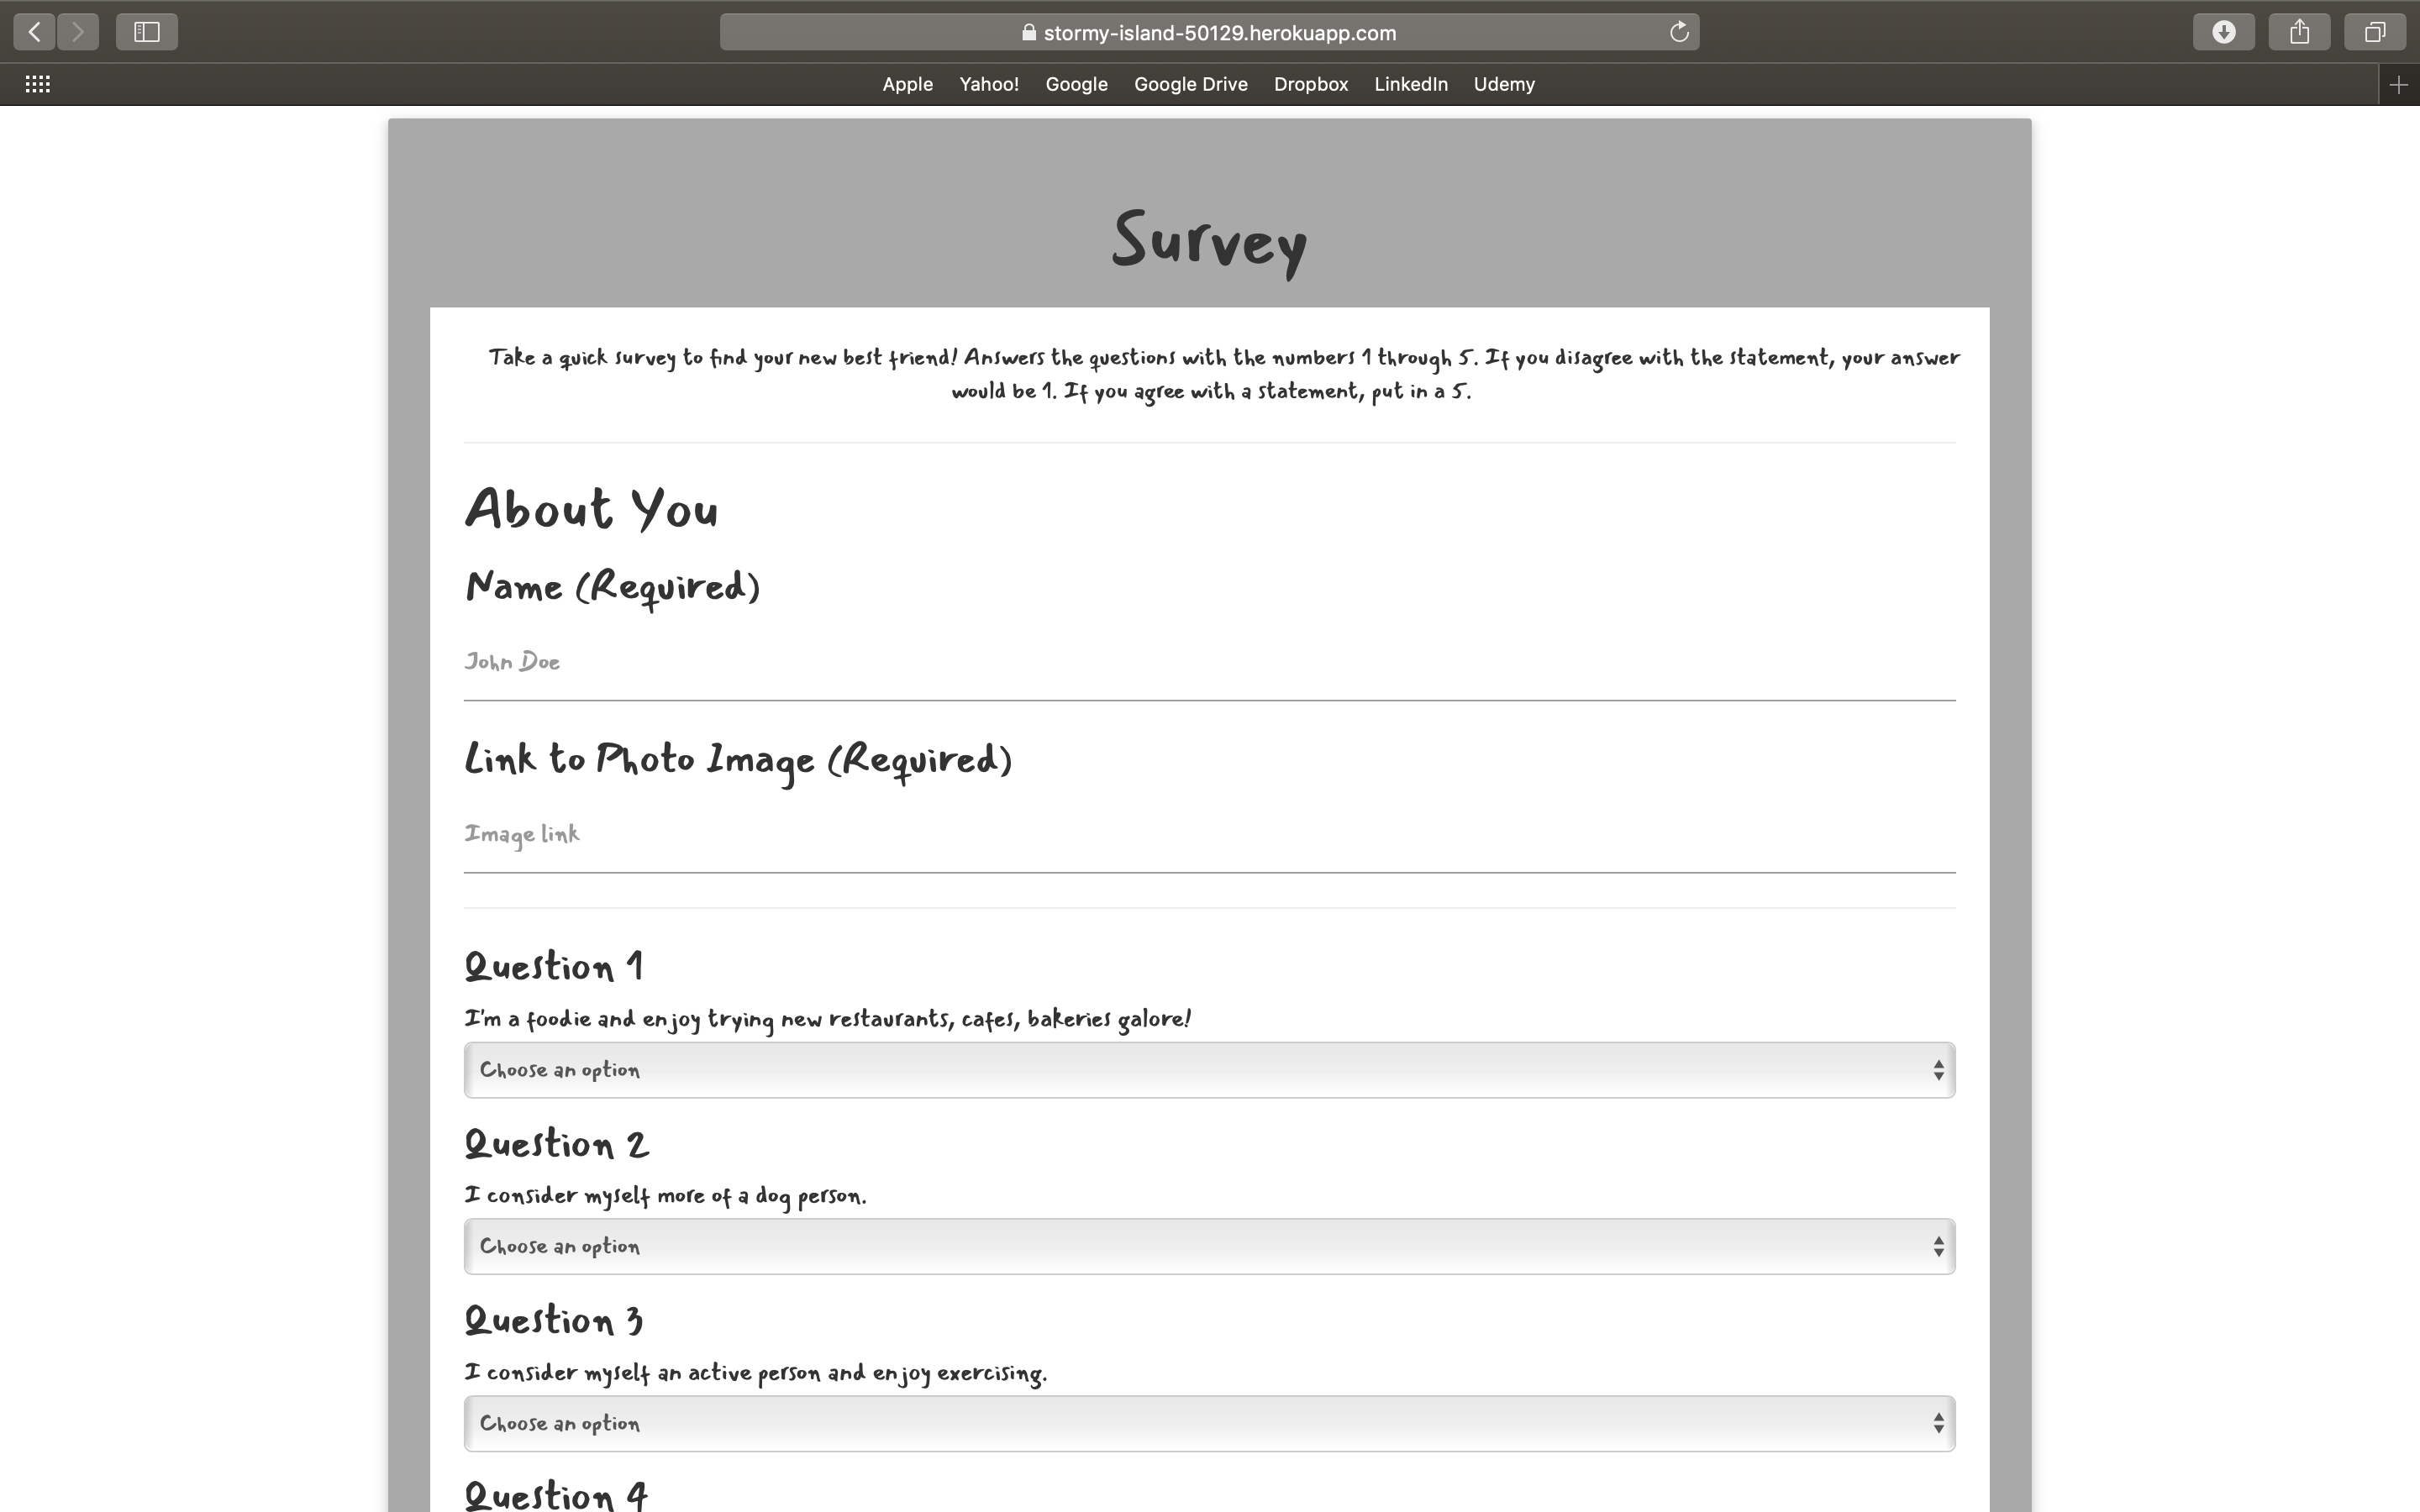 stormy-island-50129.herokuapp.com
Apple Yahoo! Google Google Drive Dropbox LinkedIn Udemy
Survey
Take a quick survey to find your new best friend! Answers the questions with the numbers 1 through 5. If you disagree with the statement, your answer
would be 1. If you agree with a statement, put in a 5.
About You
Name (Required)
John Doe
Link to Photo Image (Required)
Image link
Question 1
I'm a foodie and enjoy trying new restaurants, cafes, bakeries galore!
Choose an option
Question 2
I consider myself more of a dog person.
Choose an option
Question 3
I consider myself an active person and enjoy exercising.
Choose an option
Question 4